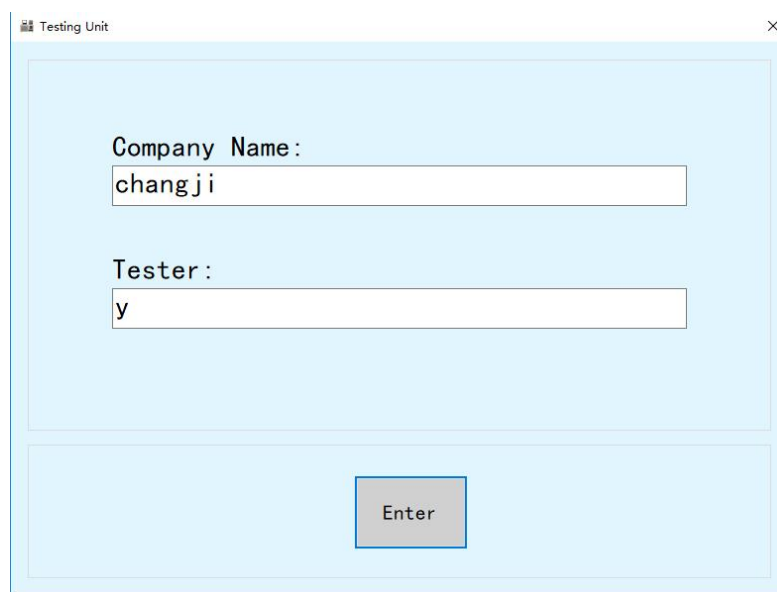 Testing Unit
Company Name:
changji
Tester:
y
Enter